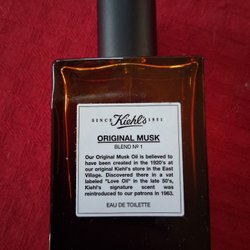 SINCE Kiehl's 1851
ORIGINAL MUSK
BLEND Nº 1
Our Original Musk Oil is believed to
have been created in the 1920's at
our original Kiehl's store in the East
Village. Discovered there in a vat
labeled "Love Oil" in the late 50's,
Kiehl's signature scent was
reintroduced to our patrons in 1963.
EAU DE TOILETTE